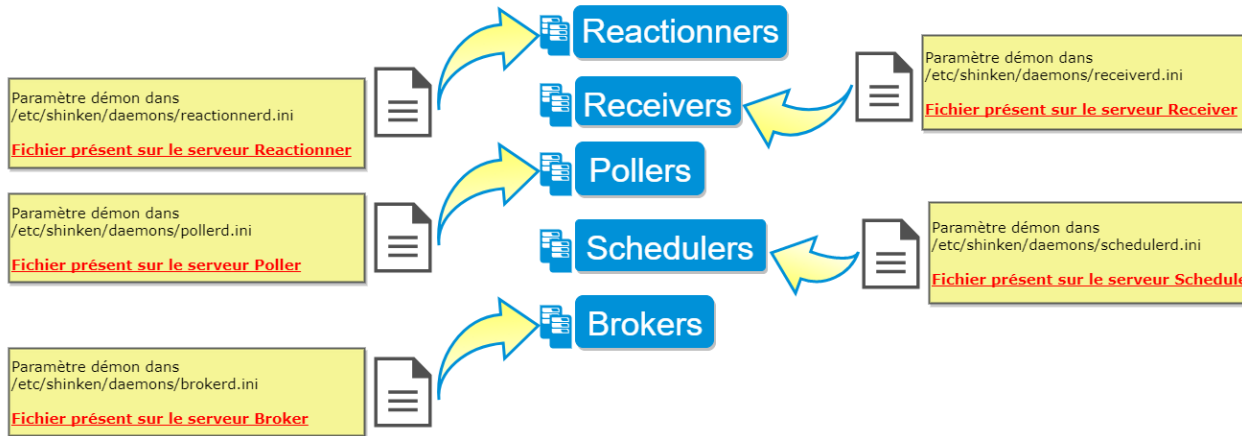 Reactionners
Paramètre démon dans
/etc/shinken/daemons/reactionnerd.ini
Fichier présent sur le serveur Reactionner
Receivers
Paramètre démon dans
/etc/shinken/daemons/receiverd.ini
Fichier présent sur le serveur Receiver
Pollers
Paramètre démon dans
/etc/shinken/daemons/pollerd.ini
Fichier présent sur le serveur Poller
Schedulers
Paramètre démon dans
/etc/shinken/daemons/schedulerd.ini
Fichier présent sur le serveur Schedule
Brokers
Paramètre démon dans
/etc/shinken/daemons/brokerd.ini
Fichier présent sur le serveur Broker